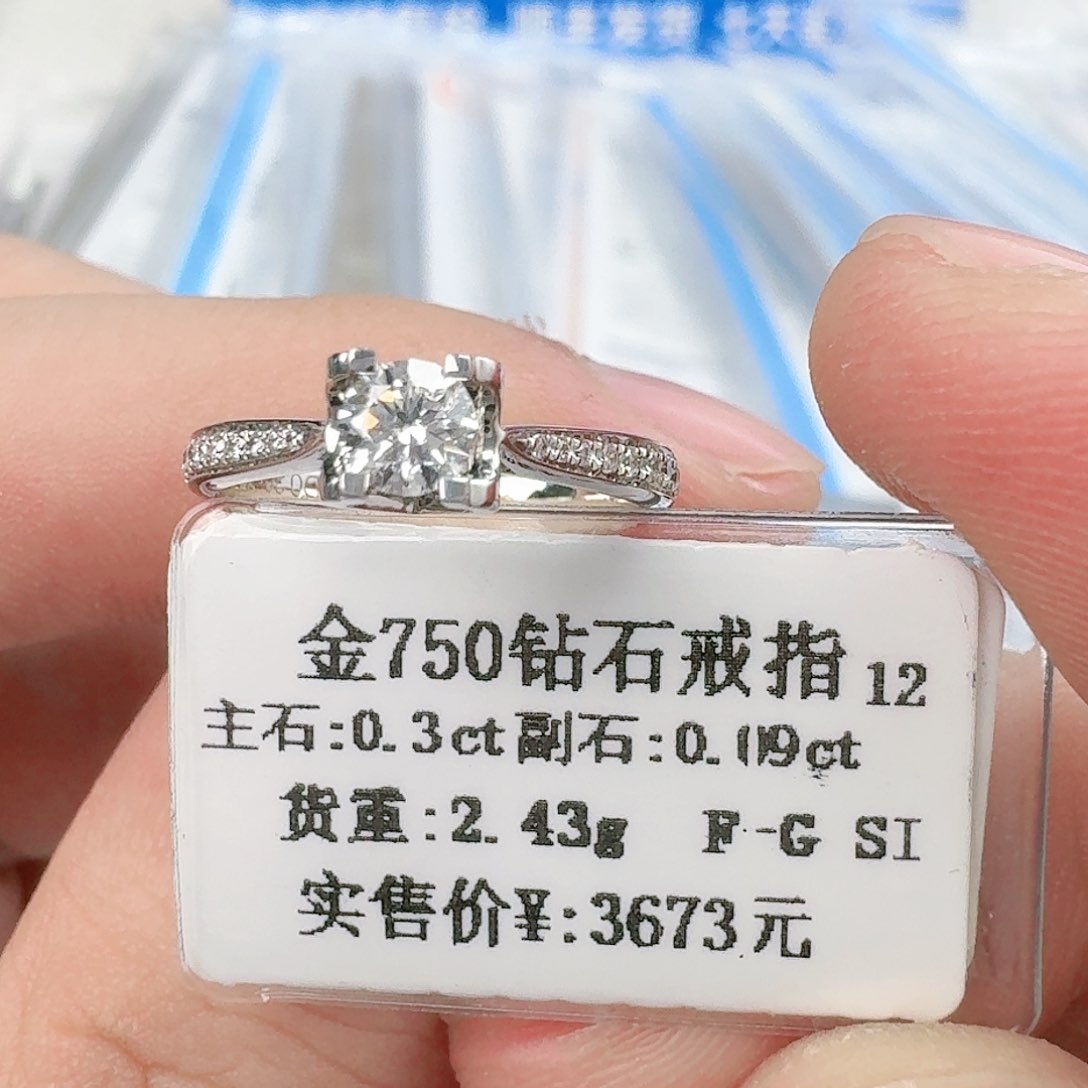 金750钻石戒指 12
主石:0.3ct 副石:0.09ct
货重:2.43g F-G SI
实售价¥:3673元